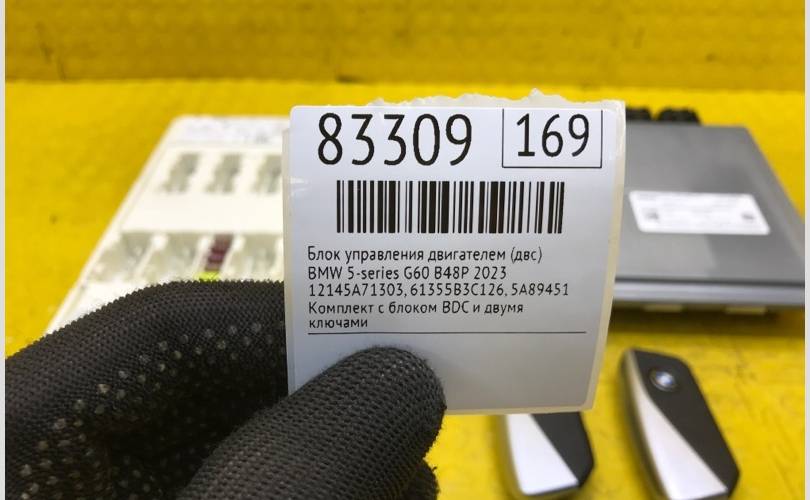 83309 169
Блок управления двигателем (двс)
BMW 5-series G60 B48P 2023
12145A71303, 61355B3C126, 5A89451
Комплект с блоком BDC и двумя
ключами